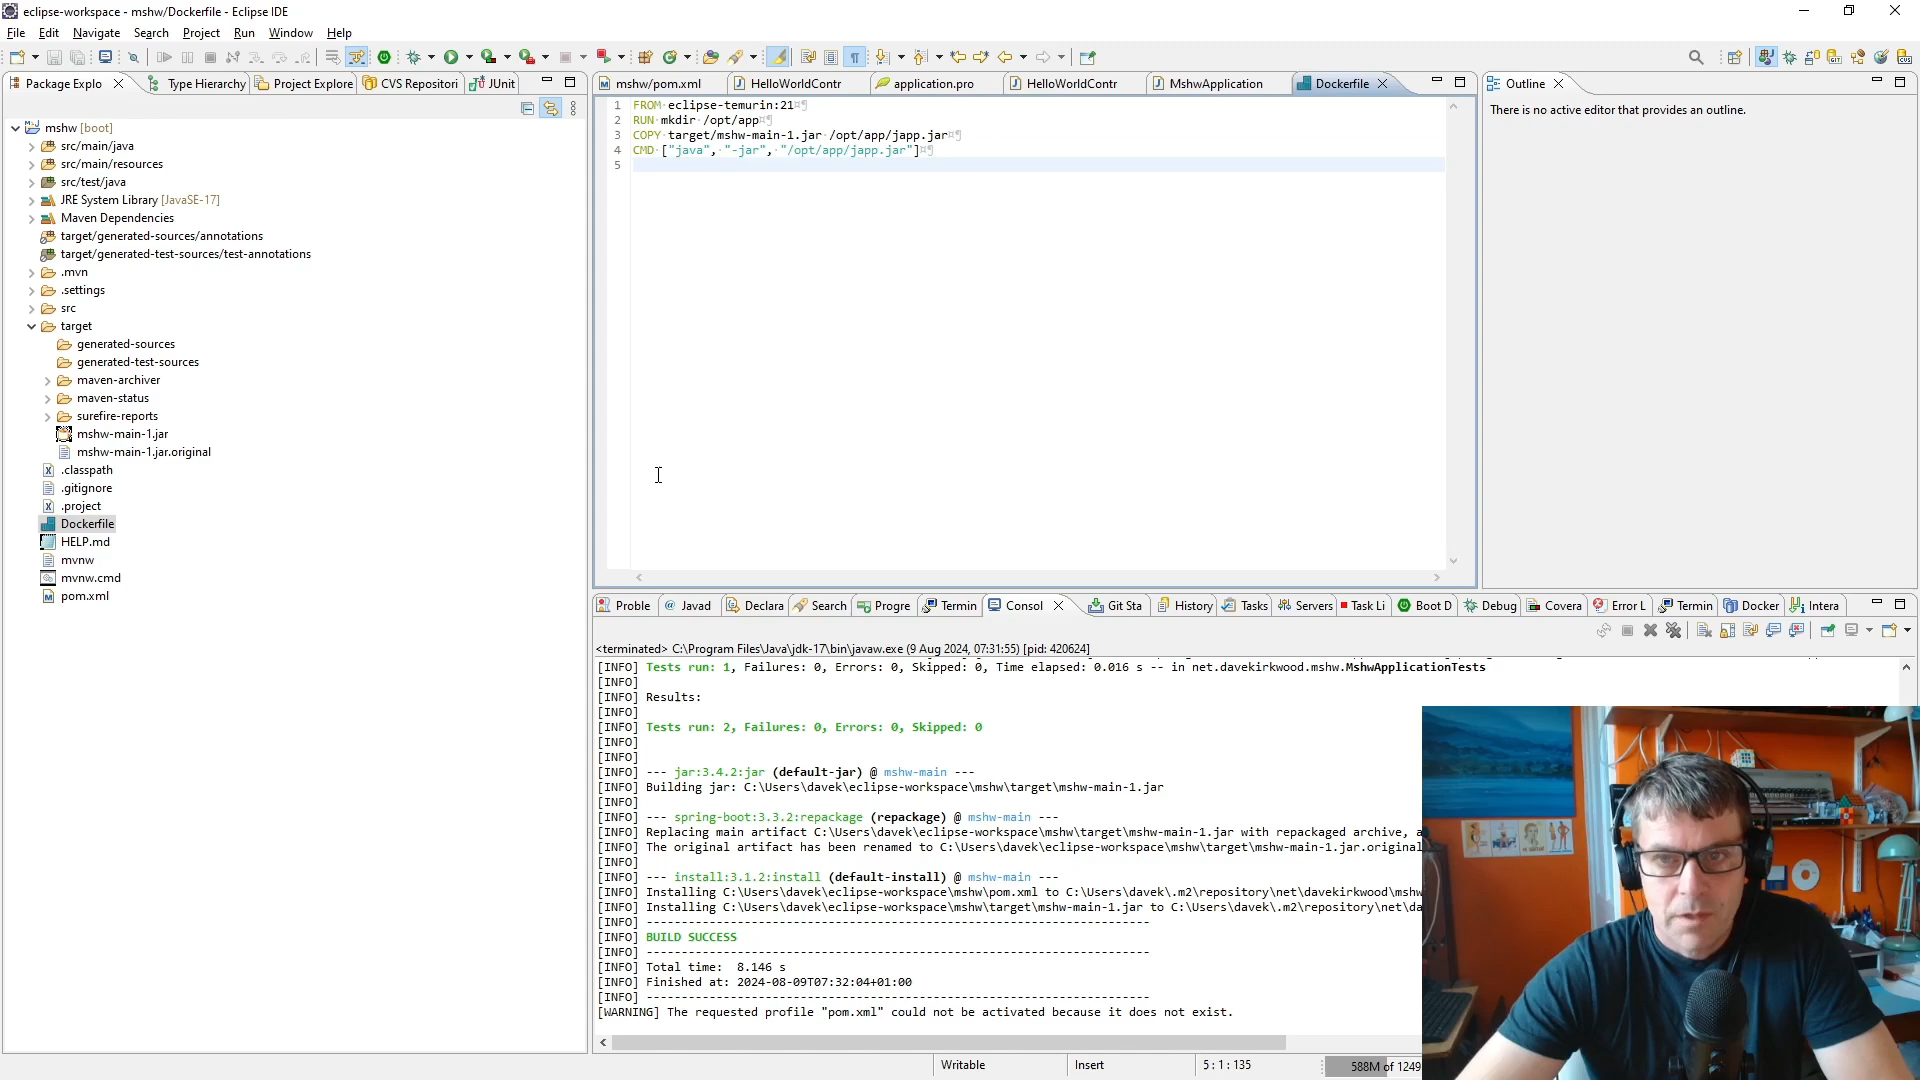 eclipse-workspace - mshw/Dockerfile - Eclipse IDE
File Edit Navigate Search Project Run Window Help
Package Explo Type Hierarchy Project Explore CVS Repositori JUnit
mshw/pom.xml HelloWorldContr application.pro HelloWorldContr MshwApplication Dockerfile
Outline
There is no active editor that provides an outline.
mshw [boot]
src/main/java
src/main/resources
src/test/java
JRE System Library [JavaSE-17]
Maven Dependencies
target/generated-sources/annotations
target/generated-test-sources/test-annotations
.mvn
.settings
src
target
generated-sources
generated-test-sources
maven-archiver
maven-status
surefire-reports
mshw-main-1.jar
mshw-main-1.jar.original
.classpath
.gitignore
.project
Dockerfile
HELP.md
mvnw
mvnw.cmd
pom.xml
1 FROM·eclipse-temurin:21¤¶
2 RUN·mkdir·/opt/app¤¶
3 COPY·target/mshw-main-1.jar·/opt/app/japp.jar¤¶
4 CMD·["java",·"-jar",·"/opt/app/japp.jar"]¤¶
5
Proble Javad Declara Search Progre Termin Consol Git Sta History Tasks Servers Task Li Boot D Debug Covera Error L Termin Docker Intera
<terminated> C:\Program Files\Java\jdk-17\bin\javaw.exe (9 Aug 2024, 07:31:55) [pid: 420624]
[INFO] Tests run: 1, Failures: 0, Errors: 0, Skipped: 0, Time elapsed: 0.016 s -- in net.davekirkwood.mshw.MshwApplicationTests
[INFO]
[INFO] Results:
[INFO]
[INFO] Tests run: 2, Failures: 0, Errors: 0, Skipped: 0
[INFO]
[INFO]
[INFO] --- jar:3.4.2:jar (default-jar) @ mshw-main ---
[INFO] Building jar: C:\Users\davek\eclipse-workspace\mshw\target\mshw-main-1.jar
[INFO]
[INFO] --- spring-boot:3.3.2:repackage (repackage) @ mshw-main ---
[INFO] Replacing main artifact C:\Users\davek\eclipse-workspace\mshw\target\mshw-main-1.jar with repackaged archive, a
[INFO] The original artifact has been renamed to C:\Users\davek\eclipse-workspace\mshw\target\mshw-main-1.jar.original
[INFO]
[INFO] --- install:3.1.2:install (default-install) @ mshw-main ---
[INFO] Installing C:\Users\davek\eclipse-workspace\mshw\pom.xml to C:\Users\davek\.m2\repository\net\davekirkwood\mshw
[INFO] Installing C:\Users\davek\eclipse-workspace\mshw\target\mshw-main-1.jar to C:\Users\davek\.m2\repository\net\da
[INFO] ------------------------------------------------------------------------
[INFO] BUILD SUCCESS
[INFO] ------------------------------------------------------------------------
[INFO] Total time:  8.146 s
[INFO] Finished at: 2024-08-09T07:32:04+01:00
[INFO] ------------------------------------------------------------------------
[WARNING] The requested profile "pom.xml" could not be activated because it does not exist.
Writable Insert 5 : 1 : 135 588M of 1249